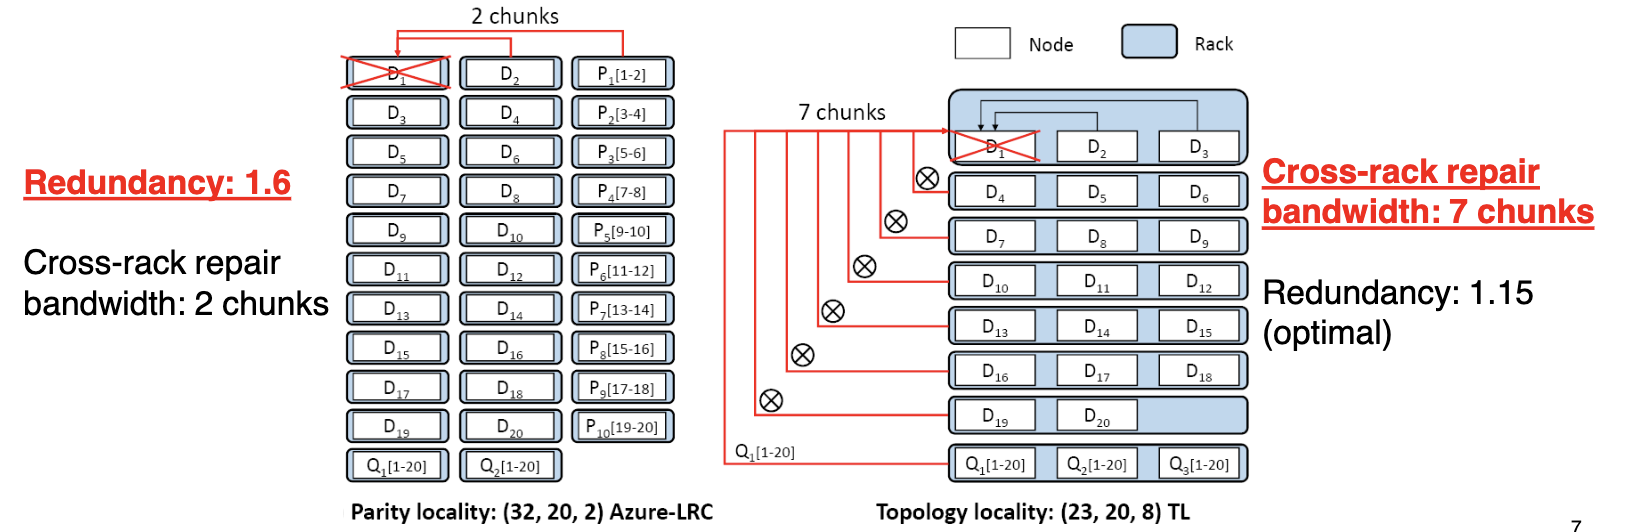 2 chunks
D1 D2 P1[1-2]
D3 D4 P2[3-4]
D5 D6 P3[5-6]
D7 D8 P4[7-8]
D9 D10 P5[9-10]
D11 D12 P6[11-12]
D13 D14 P7[13-14]
D15 D16 P8[15-16]
D17 D18 P9[17-18]
D19 D20 P10[19-20]
Q1[1-20] Q2[1-20]
Parity locality: (32, 20, 2) Azure-LRC
Redundancy: 1.6
Cross-rack repair
bandwidth: 2 chunks
Node Rack
7 chunks
D1 D2 D3
D4 D5 D6
D7 D8 D9
D10 D11 D12
D13 D14 D15
D16 D17 D18
D19 D20
Q1[1-20]
Q1[1-20] Q2[1-20] Q3[1-20]
Topology locality: (23, 20, 8) TL
Cross-rack repair
bandwidth: 7 chunks
Redundancy: 1.15
(optimal)
7